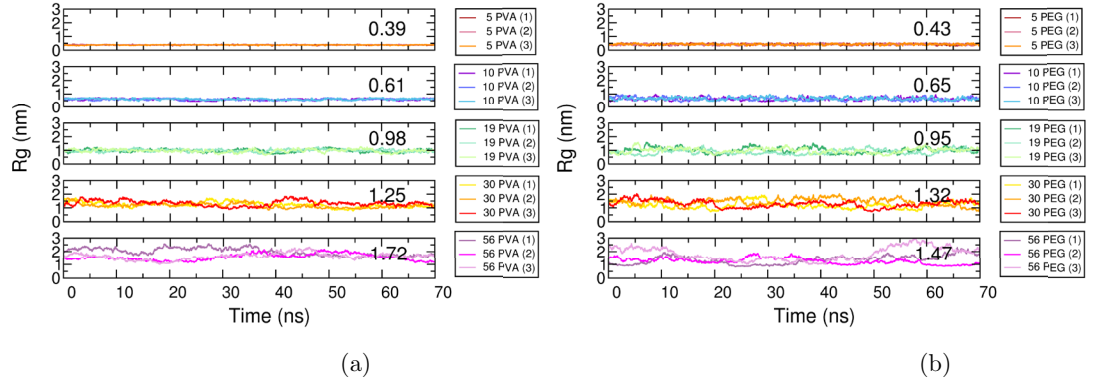 3
2
1
0
0.39
5 PVA (1)
5 PVA (2)
5 PVA (3)
3
2
1
0
0.61
10 PVA (1)
10 PVA (2)
10 PVA (3)
3
2
1
0
0.98
19 PVA (1)
19 PVA (2)
19 PVA (3)
3
2
1
0
1.25
30 PVA (1)
30 PVA (2)
30 PVA (3)
3
2
1
0
1.72
56 PVA (1)
56 PVA (2)
56 PVA (3)
Rg (nm)
0 10 20 30 40 50 60 70
Time (ns)
(a)
3
2
1
0
0.43
5 PEG (1)
5 PEG (2)
5 PEG (3)
3
2
1
0
0.65
10 PEG (1)
10 PEG (2)
10 PEG (3)
3
2
1
0
0.95
19 PEG (1)
19 PEG (2)
19 PEG (3)
3
2
1
0
1.32
30 PEG (1)
30 PEG (2)
30 PEG (3)
3
2
1
0
1.47
56 PEG (1)
56 PEG (2)
56 PEG (3)
Rg (nm)
0 10 20 30 40 50 60 70
Time (ns)
(b)